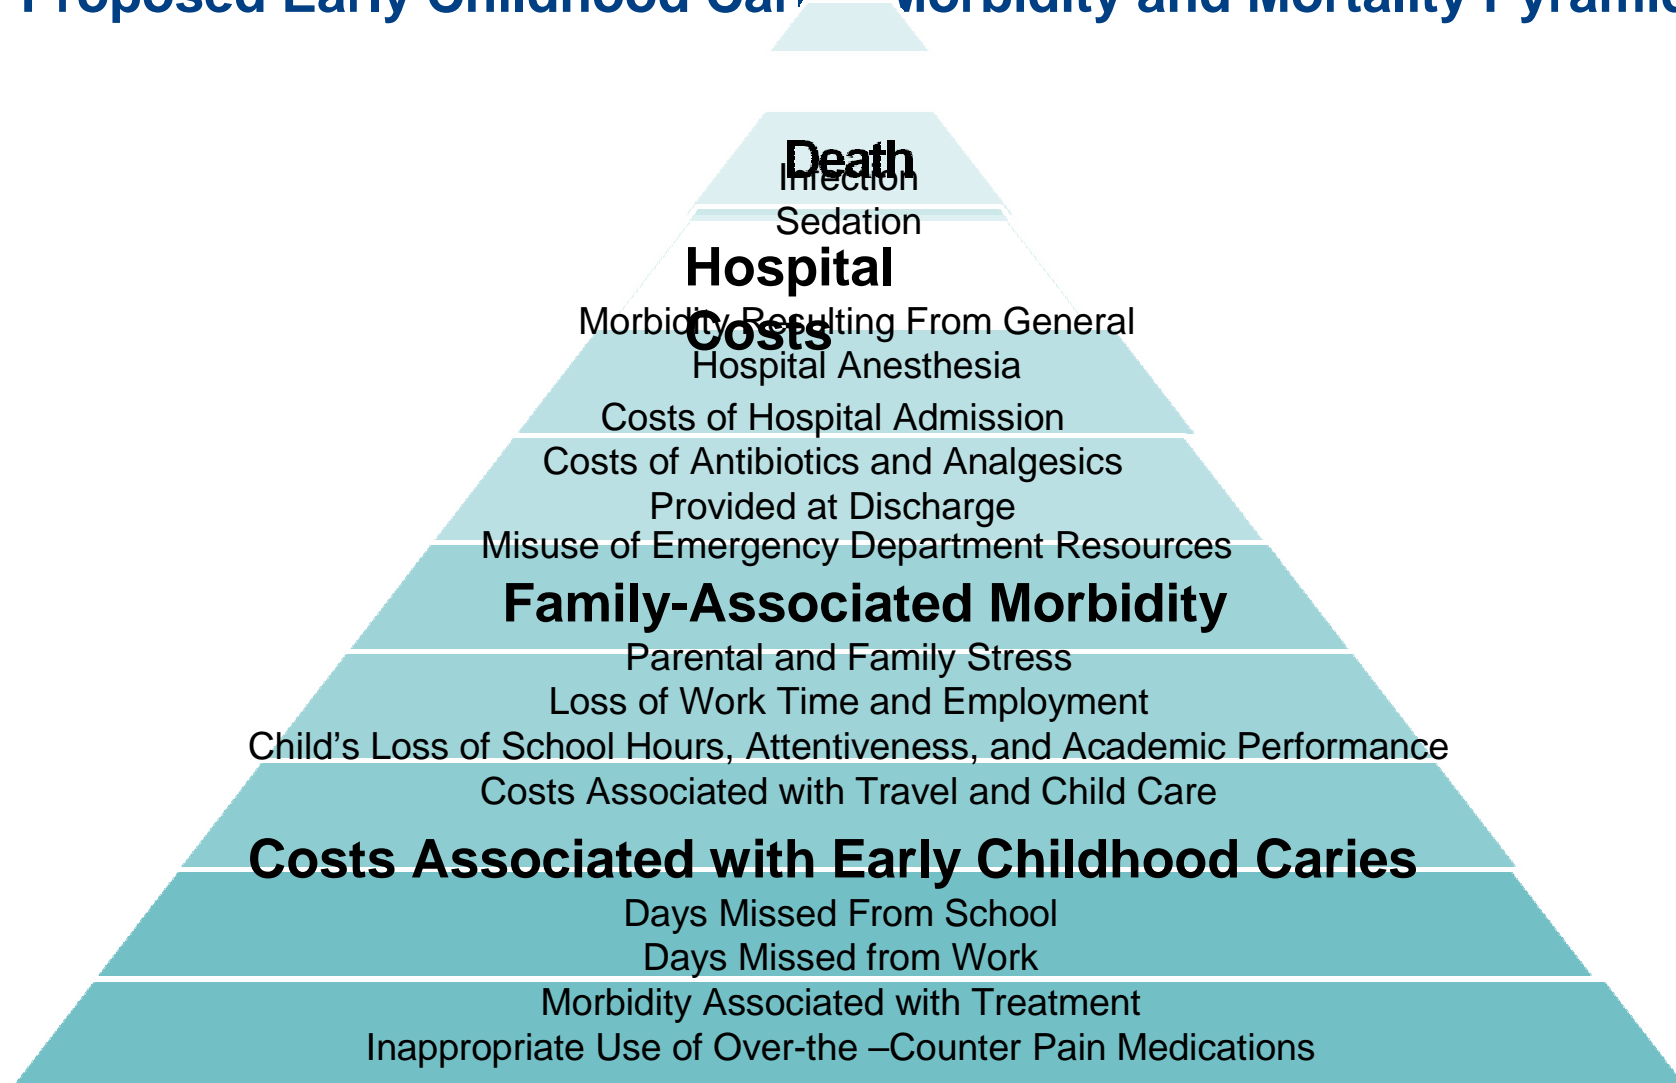 Proposed Early Childhood Caries Morbidity and Mortality Pyramid
Death
Infection
Sedation
Hospital
Costs
Morbidity Resulting From General
Hospital Anesthesia
Costs of Hospital Admission
Costs of Antibiotics and Analgesics
Provided at Discharge
Misuse of Emergency Department Resources
Family-Associated Morbidity
Parental and Family Stress
Loss of Work Time and Employment
Child’s Loss of School Hours, Attentiveness, and Academic Performance
Costs Associated with Travel and Child Care
Costs Associated with Early Childhood Caries
Days Missed From School
Days Missed from Work
Morbidity Associated with Treatment
Inappropriate Use of Over-the –Counter Pain Medications